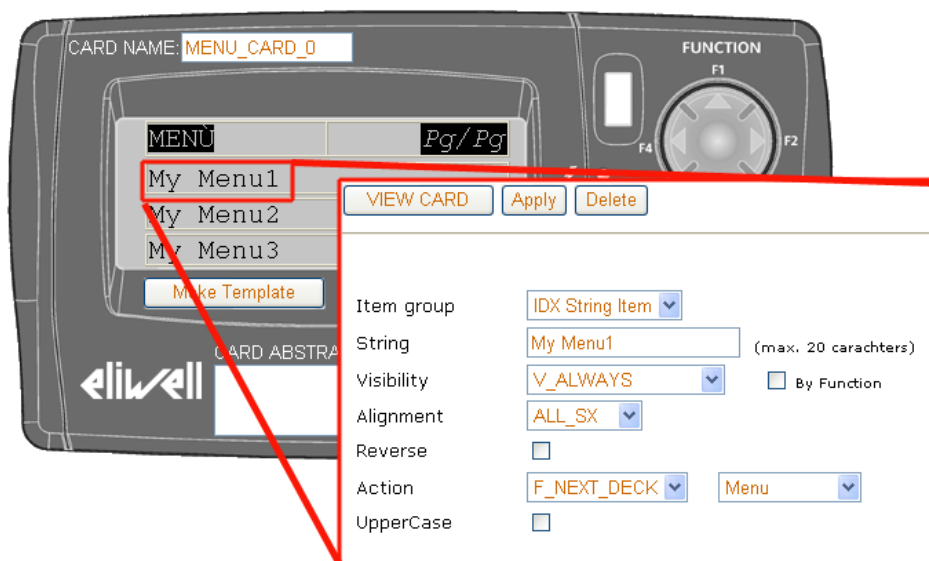 CARD NAME: MENU_CARD_0
FUNCTION
F1
F2
F4
MENÙ Pg/Pg
My Menu1
My Menu2
My Menu3
Make Template
CARD ABSTRA
eliwell
VIEW CARD Apply Delete
Item group IDX String Item
String My Menu1 (max. 20 carachters)
Visibility V_ALWAYS By Function
Alignment ALL_SX
Reverse
Action F_NEXT_DECK Menu
UpperCase